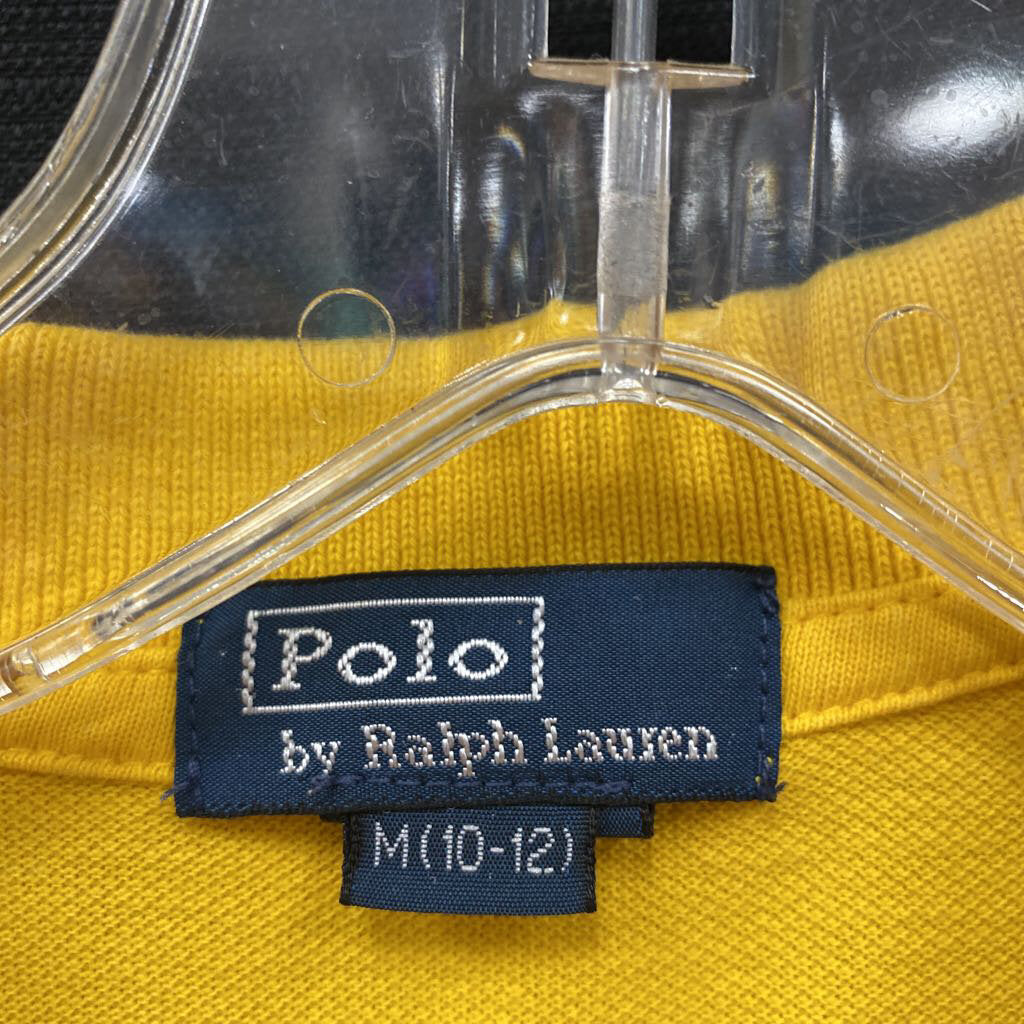 Polo
by Ralph Lauren
M(10-12)